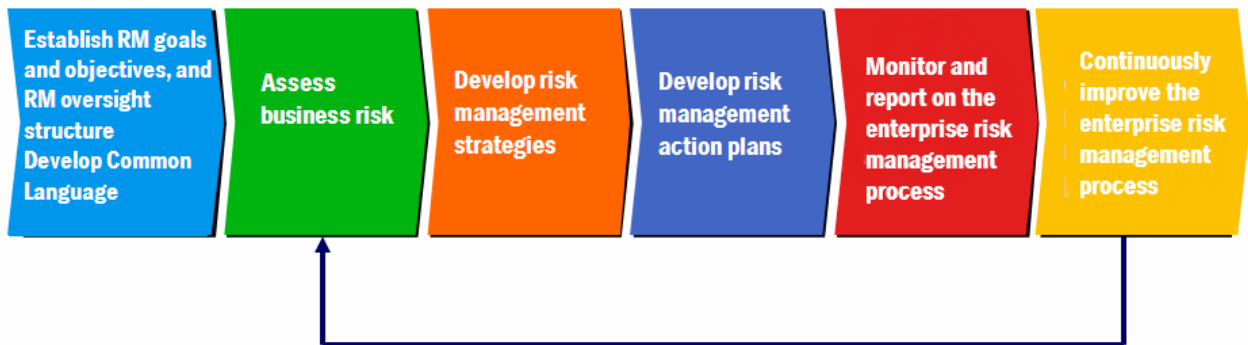 Establish RM goals
and objectives, and
RM oversight
structure
Develop Common
Language
Assess
business risk
Develop risk
management
strategies
Develop risk
management
action plans
Monitor and
report on the
enterprise risk
management
process
Continuously
improve the
enterprise risk
management
process